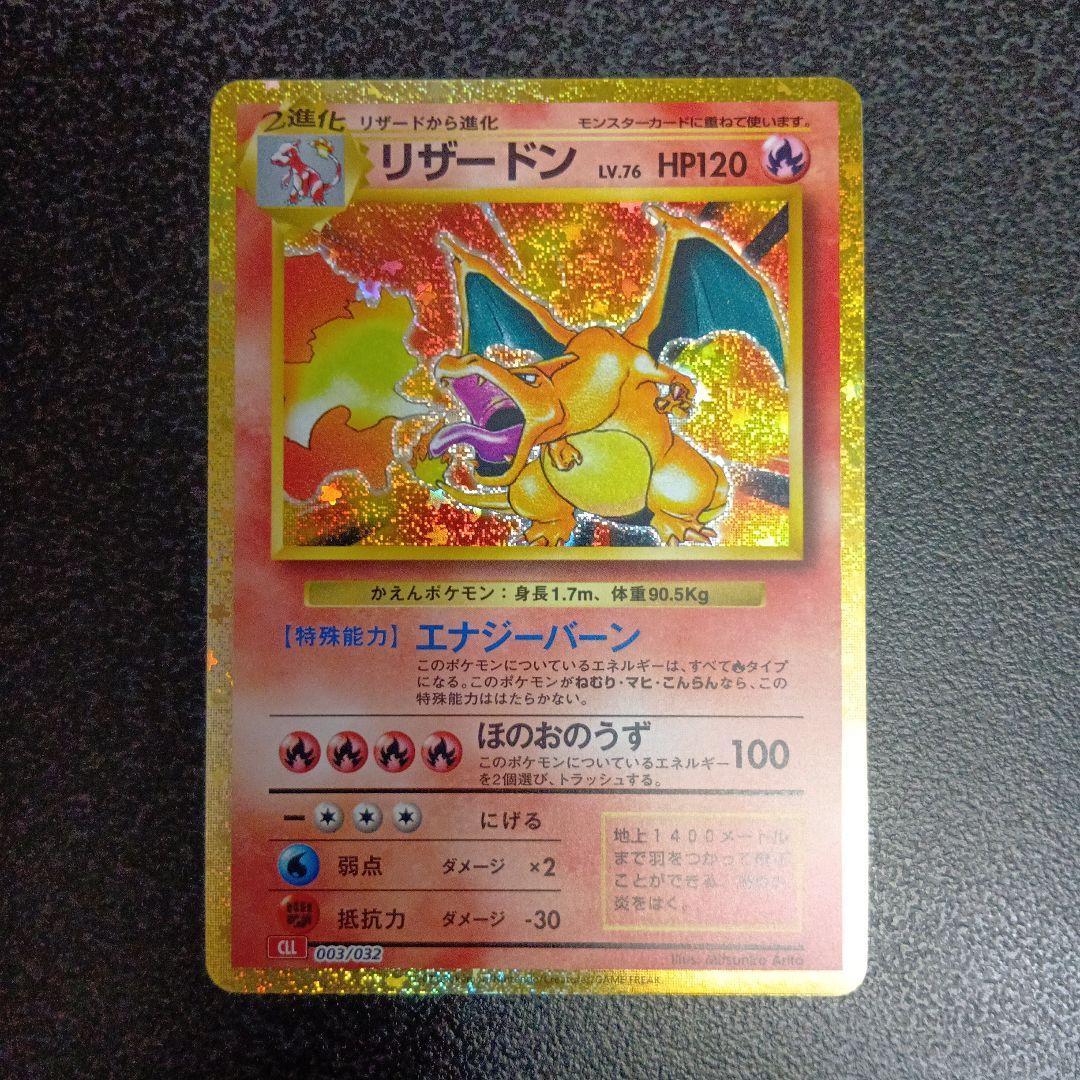 2進化 リザードから進化 モンスターカードに重ねて使います。
リザードン LV.76 HP120
かえんポケモン：身長1.7m、体重90.5Kg
【特殊能力】エナジーバーン
このポケモンについているエネルギーは、すべてタイプ
になる。このポケモンがねむり・マヒ・こんらんなら、この
特殊能力ははたらかない。
ほのおのうず 100
このポケモンについているエネルギー
を2個選び、トラッシュする。
にげる
弱点 ダメージ ×2
抵抗力 ダメージ -30
地上1400メートル
まで羽をつかって
ことができる。
炎をはく。
CLL 003/032
Illus. Mitsuhiro Arita
GAME FREAK